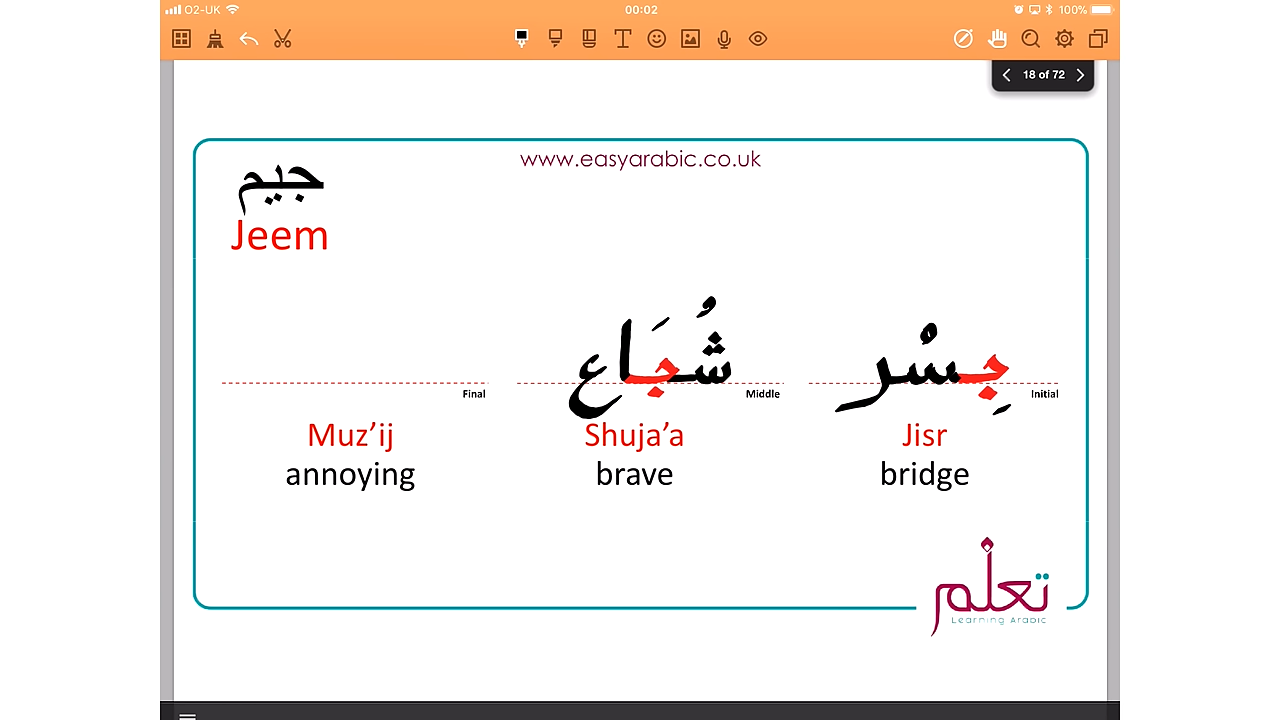 O2-UK
00:02
100%
18 of 72
www.easyarabic.co.uk
جيم
Jeem
جِسْر
Initial
Jisr
bridge
شُجَاع
Middle
Shuja’a
brave
Final
Muz’ij
annoying
تعلم
Learning Arabic